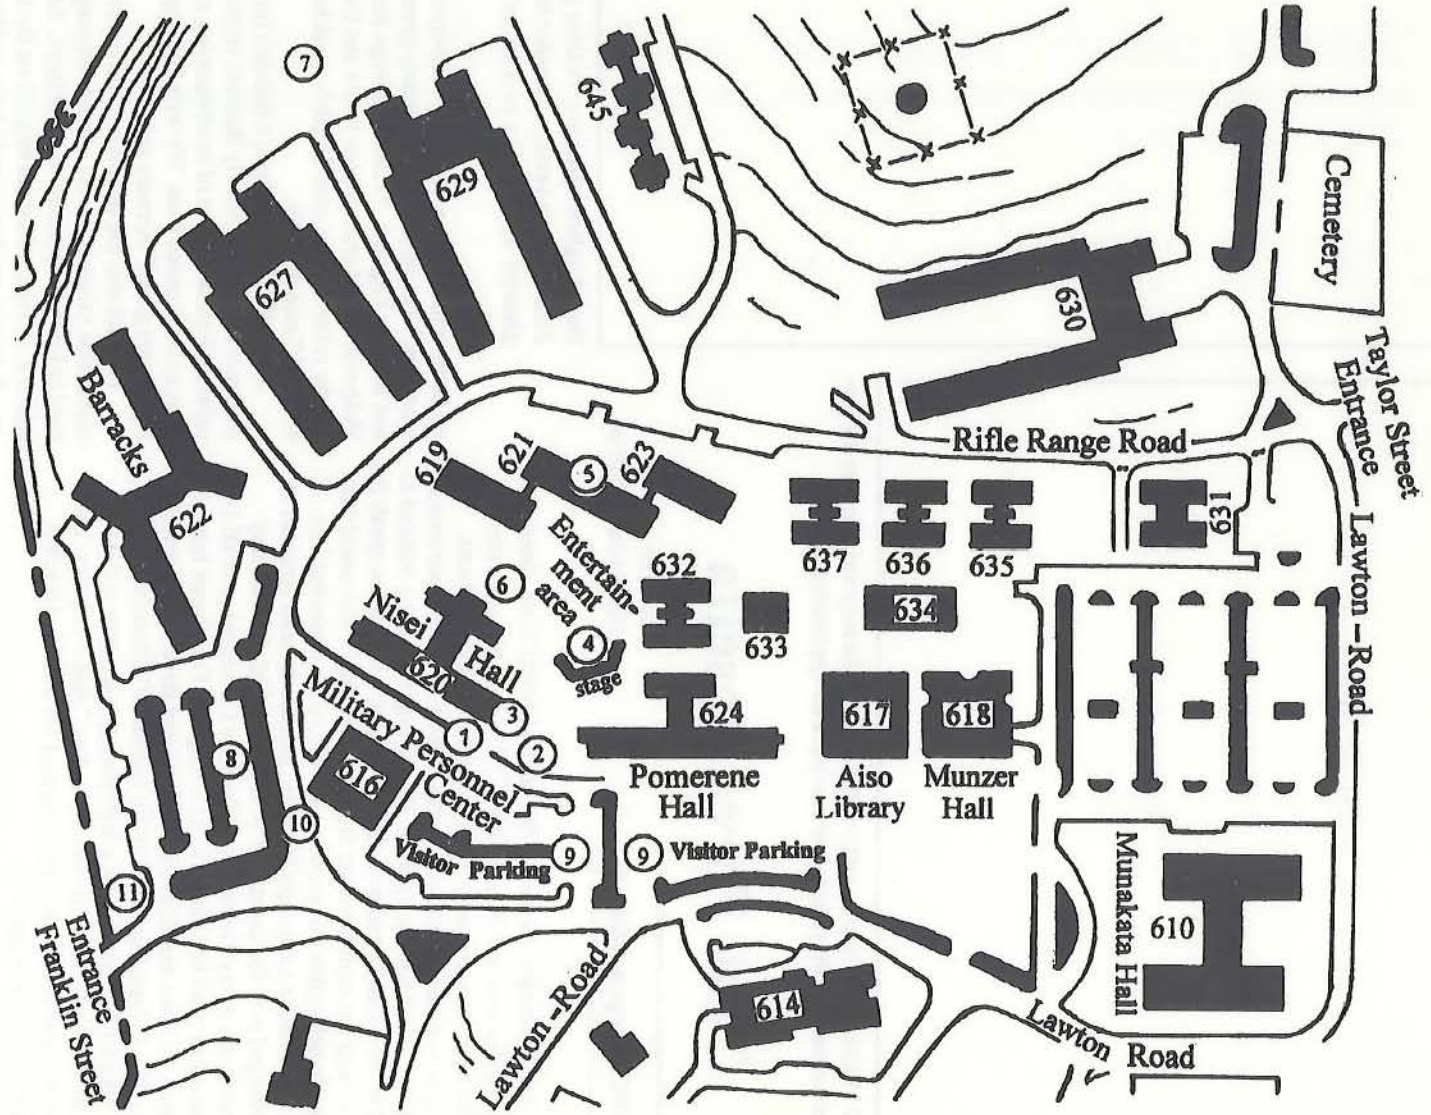 7
350
645
629
Cemetery
627
630
Taylor Street
Entrance
Barracks
Rifle Range Road
619
621
5
623
622
631
Lawton-Road
Entertain-
ment
area
632
637
636
635
6
Nisei
Hall
620
4
stage
633
634
Military Personnel
Center
3
1
2
624
617
618
8
616
Pomerene
Hall
Aiso
Library
Munzer
Hall
10
Visitor Parking
9
9
Visitor Parking
Munakata Hall
610
11
Entrance
Franklin Street
Lawton-Road
614
Lawton Road